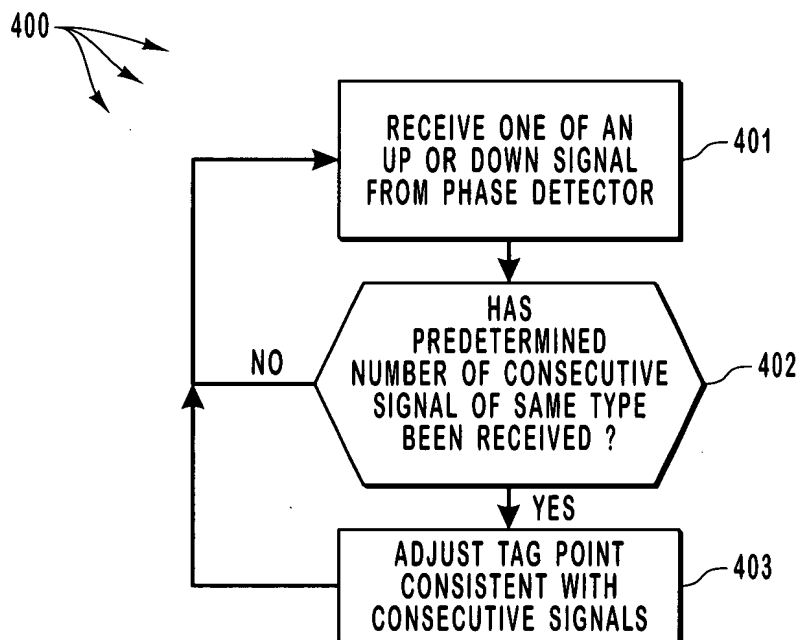 400
RECEIVE ONE OF AN
UP OR DOWN SIGNAL
FROM PHASE DETECTOR
401
HAS
PREDETERMINED
NUMBER OF CONSECUTIVE
SIGNAL OF SAME TYPE
BEEN RECEIVED ?
402
NO
YES
ADJUST TAG POINT
CONSISTENT WITH
CONSECUTIVE SIGNALS
403